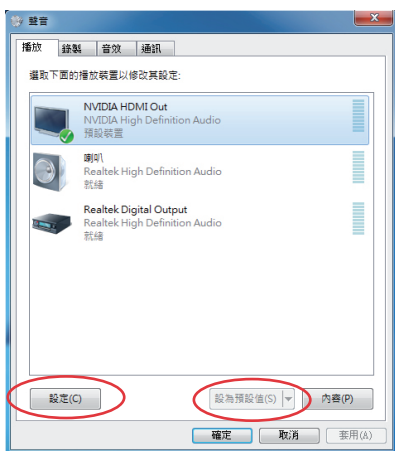 聲音
播放 錄製 音效 通訊
選取下面的播放裝置以修改其設定:
NVIDIA HDMI Out
NVIDIA High Definition Audio
預設裝置
喇叭
Realtek High Definition Audio
就緒
Realtek Digital Output
Realtek High Definition Audio
就緒
設定(C) 設為預設值(S) 內容(P)
確定 取消 套用(A)